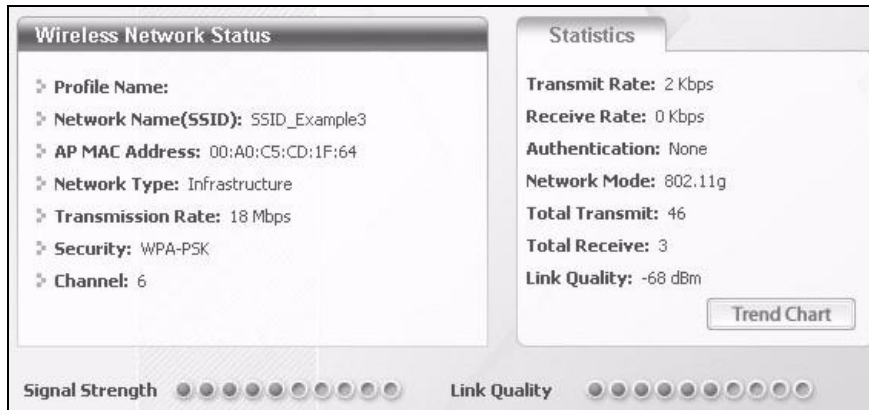 Wireless Network Status
Profile Name:
Network Name(SSID): SSID_Example3
AP MAC Address: 00:A0:C5:CD:1F:64
Network Type: Infrastructure
Transmission Rate: 18 Mbps
Security: WPA-PSK
Channel: 6
Statistics
Transmit Rate: 2 Kbps
Receive Rate: 0 Kbps
Authentication: None
Network Mode: 802.11g
Total Transmit: 46
Total Receive: 3
Link Quality: -68 dBm
Trend Chart
Signal Strength
Link Quality